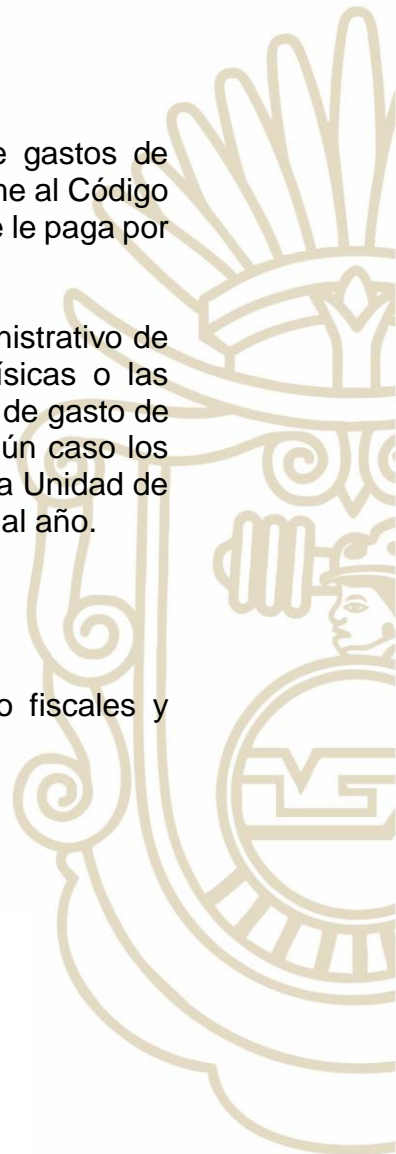 e gastos de
ne al Código
e le paga por
nistrativo de
ísicas o las
de gasto de
ún caso los
a Unidad de
al año.
o fiscales y